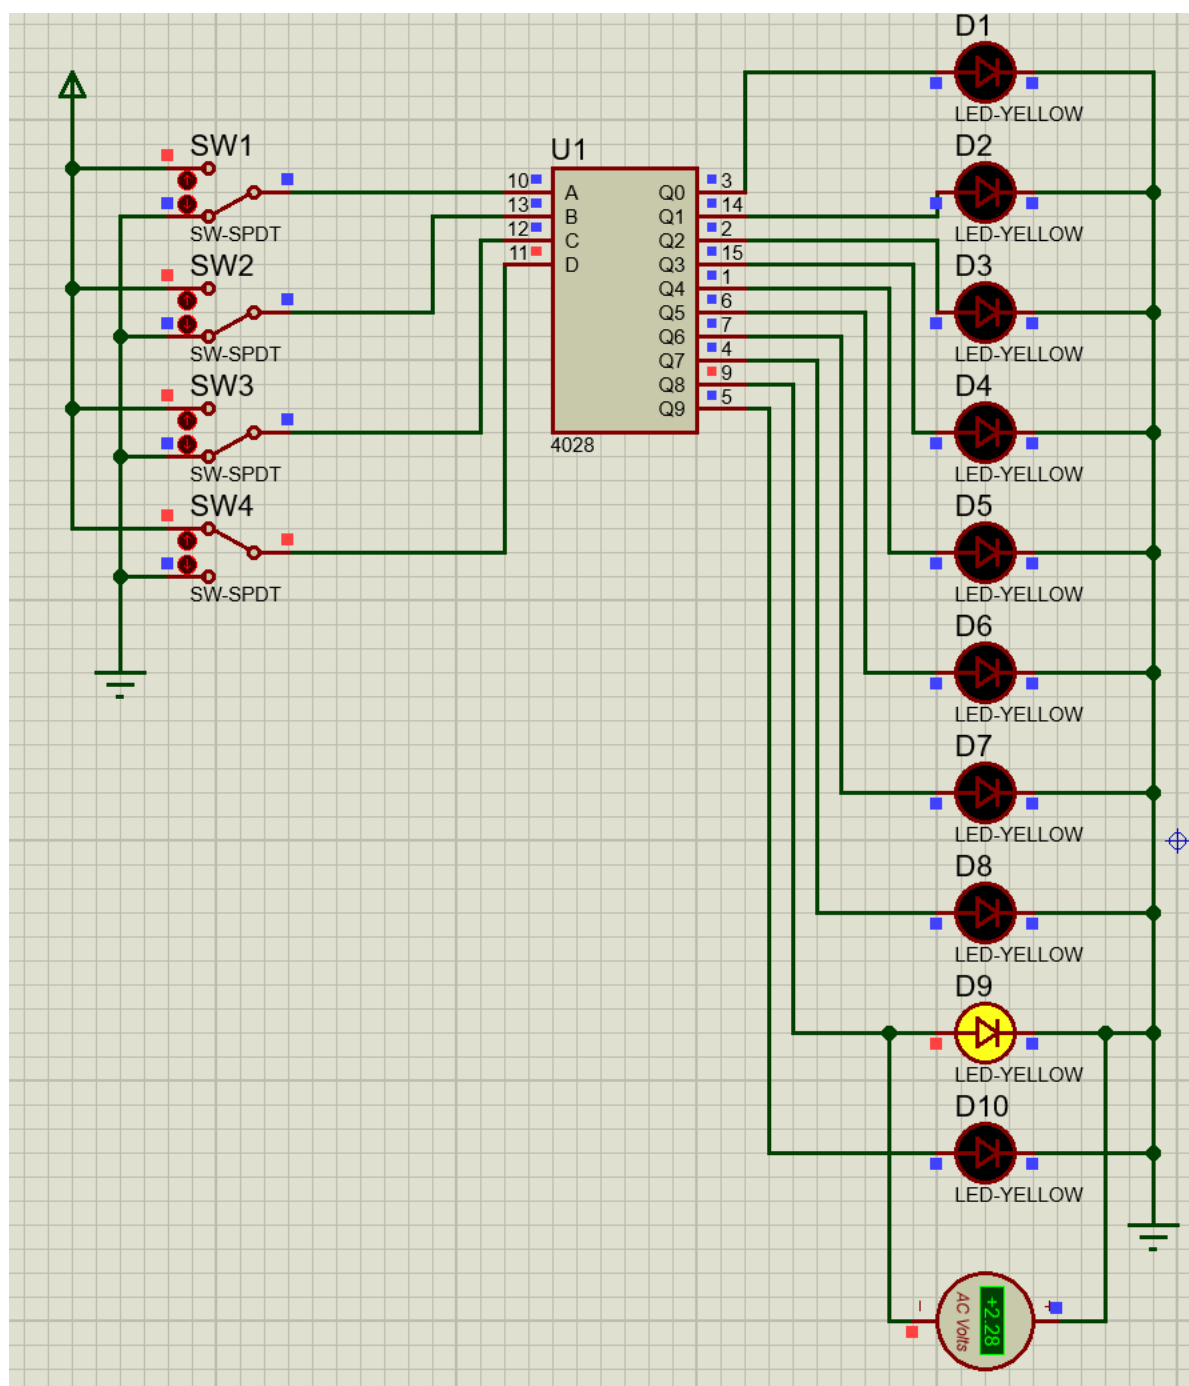 D1
LED-YELLOW
SW1
SW-SPDT
SW2
SW-SPDT
SW3
SW-SPDT
SW4
SW-SPDT
U1
10 A Q0 3
13 B Q1 14
12 C Q2 2
11 D Q3 15
Q4 1
Q5 6
Q6 7
Q7 4
Q8 9
Q9 5
4028
D2
LED-YELLOW
D3
LED-YELLOW
D4
LED-YELLOW
D5
LED-YELLOW
D6
LED-YELLOW
D7
LED-YELLOW
D8
LED-YELLOW
D9
LED-YELLOW
D10
LED-YELLOW
+2.28
AC Volts